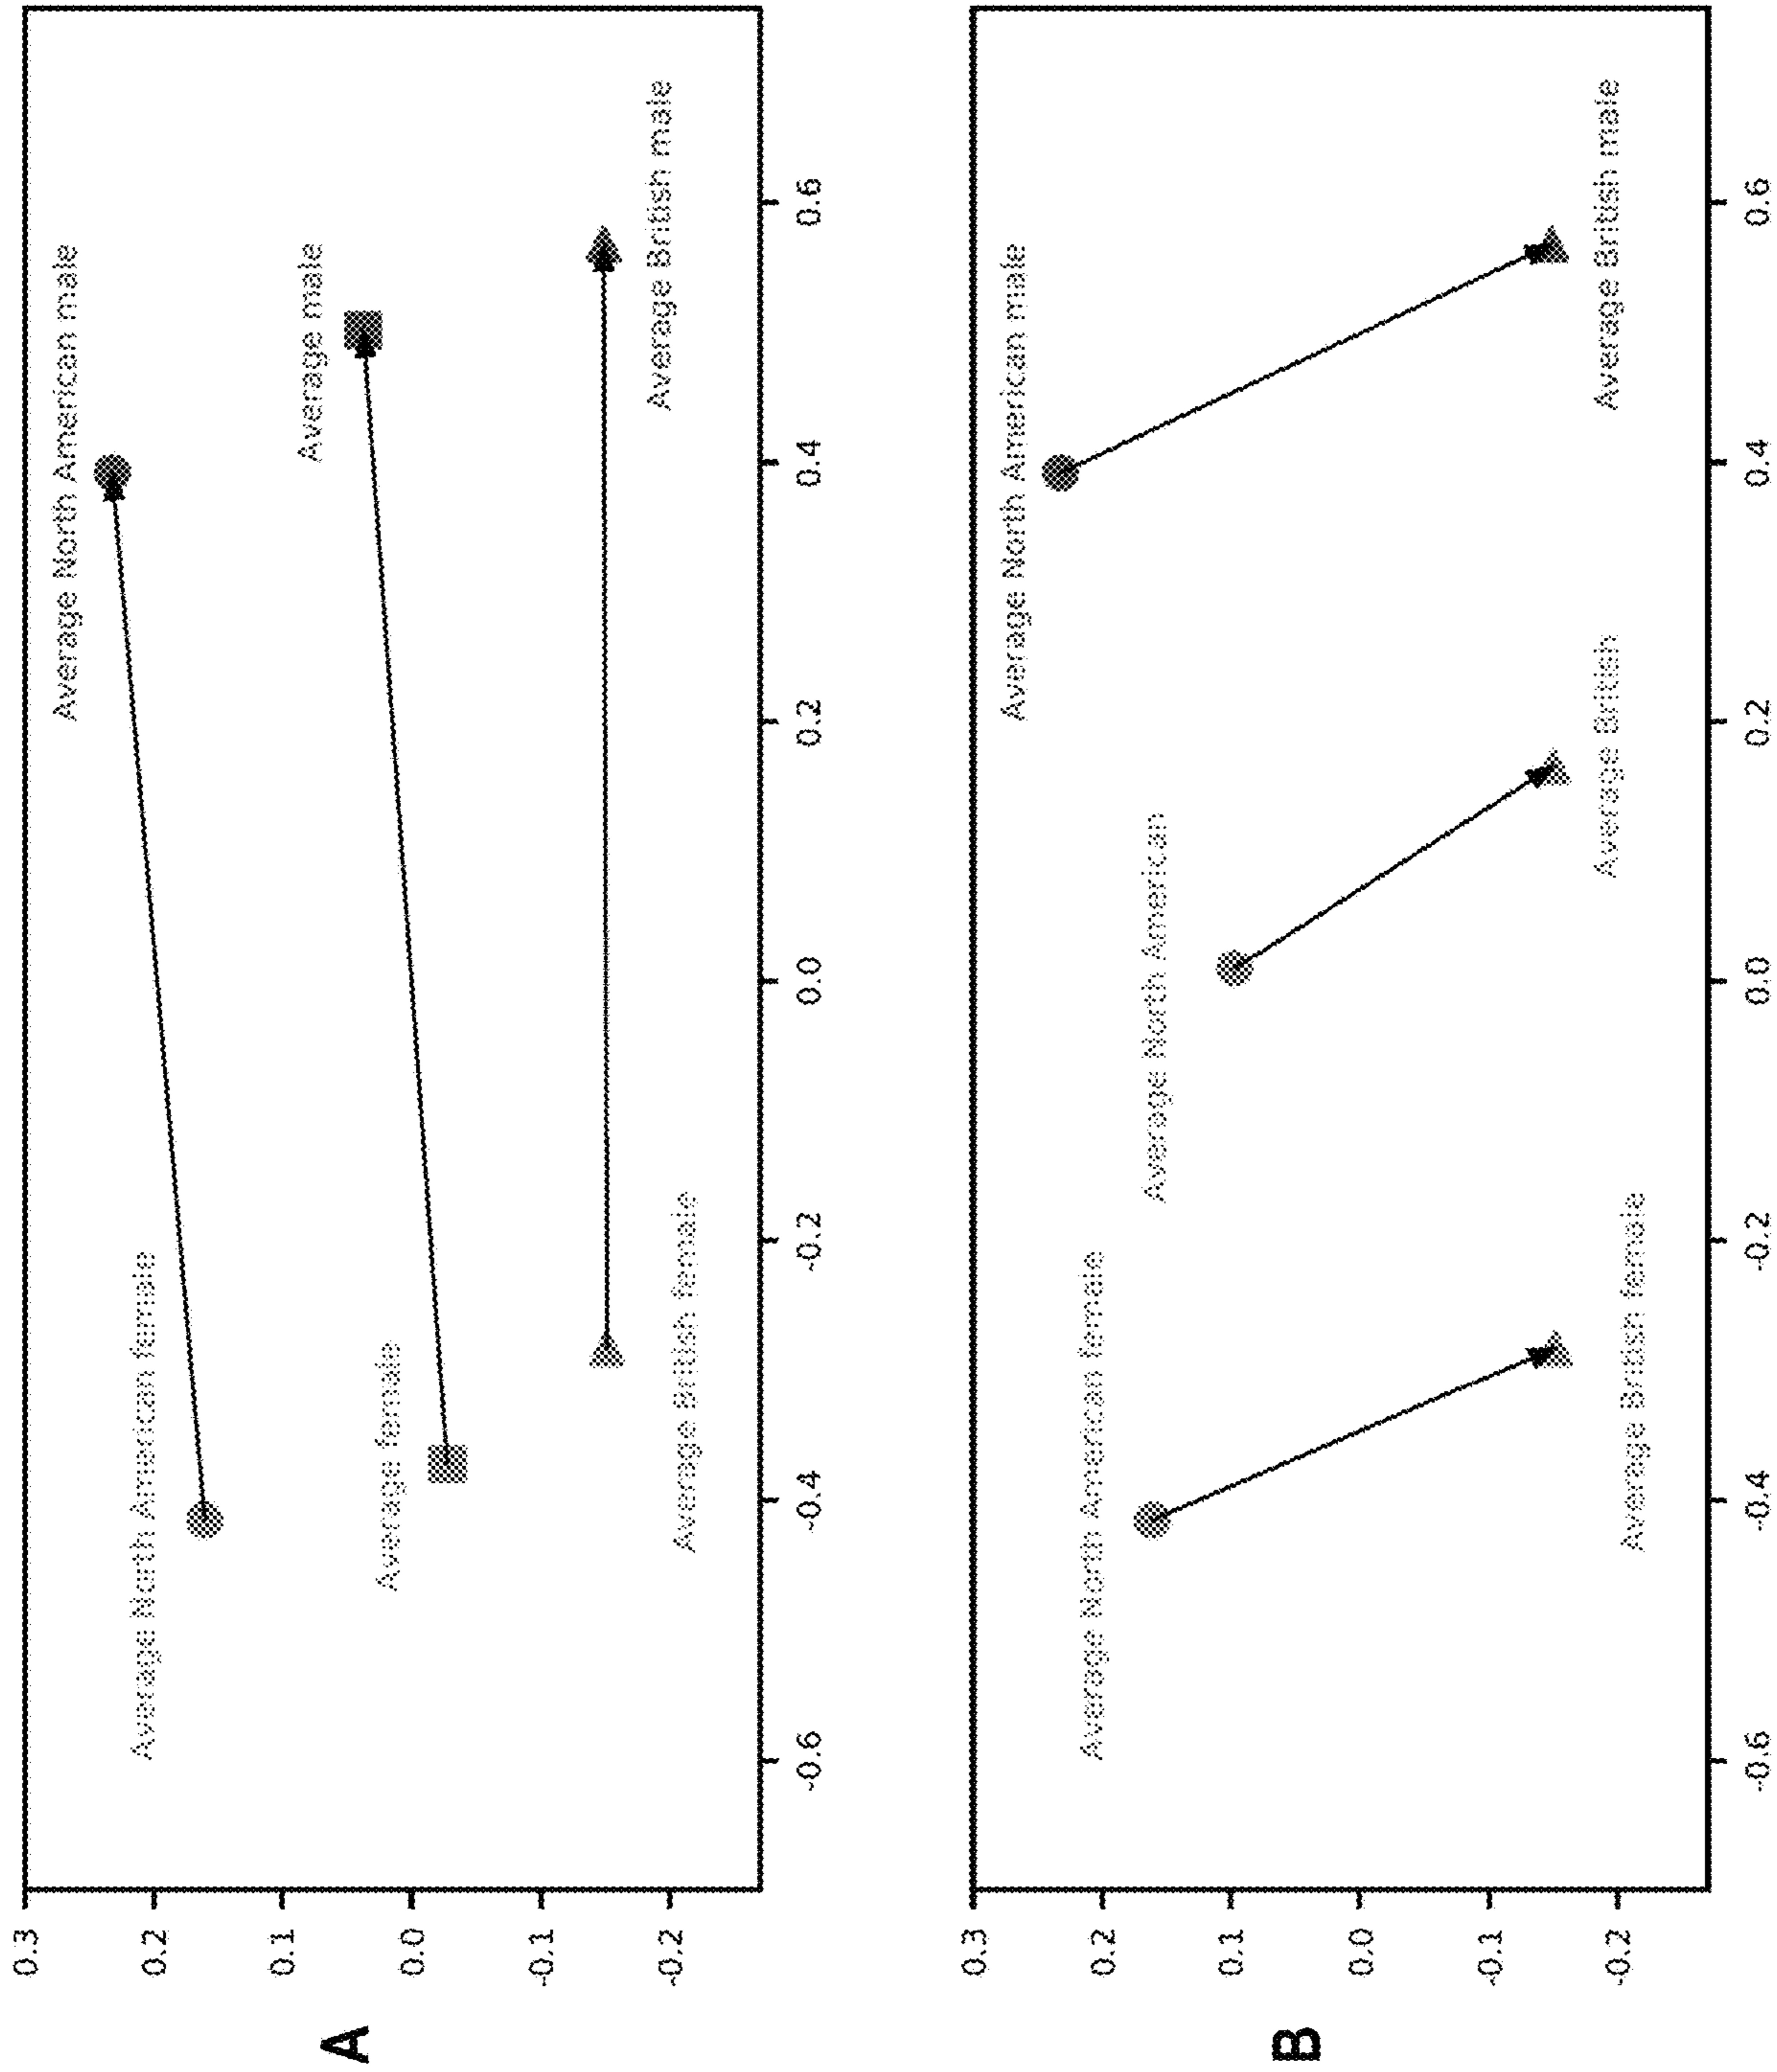 A
0.3
0.2
0.1
0.0
-0.1
-0.2
Average North American male
Average North American female
Average male
Average female
Average British male
Average British female
-0.6
-0.4
-0.2
0.0
0.2
0.4
0.6
B
0.3
0.2
0.1
0.0
-0.1
-0.2
Average North American male
Average North American female
Average North American
Average British male
Average British
Average British female
-0.6
-0.4
-0.2
0.0
0.2
0.4
0.6